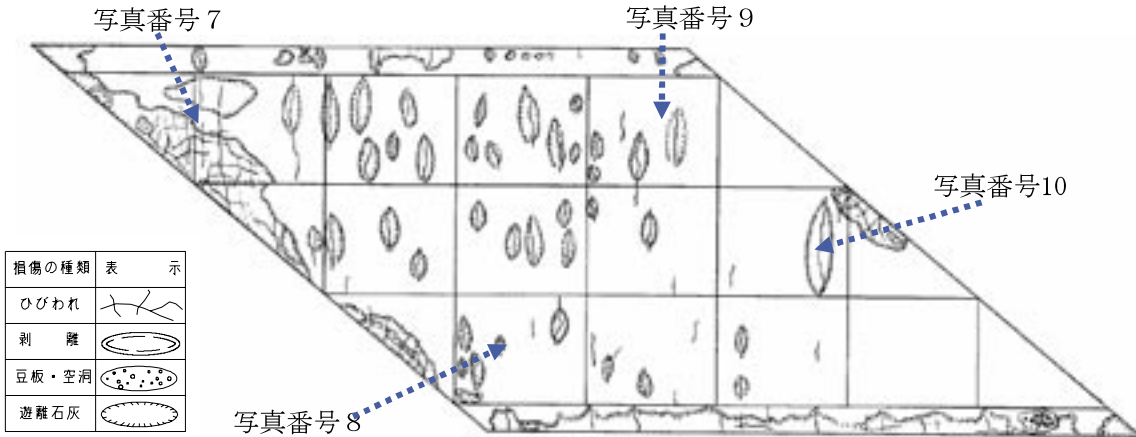 写真番号7
写真番号9
写真番号10
写真番号8
損傷の種類 表 示
ひびわれ
剥 離
豆板・空洞
遊離石灰